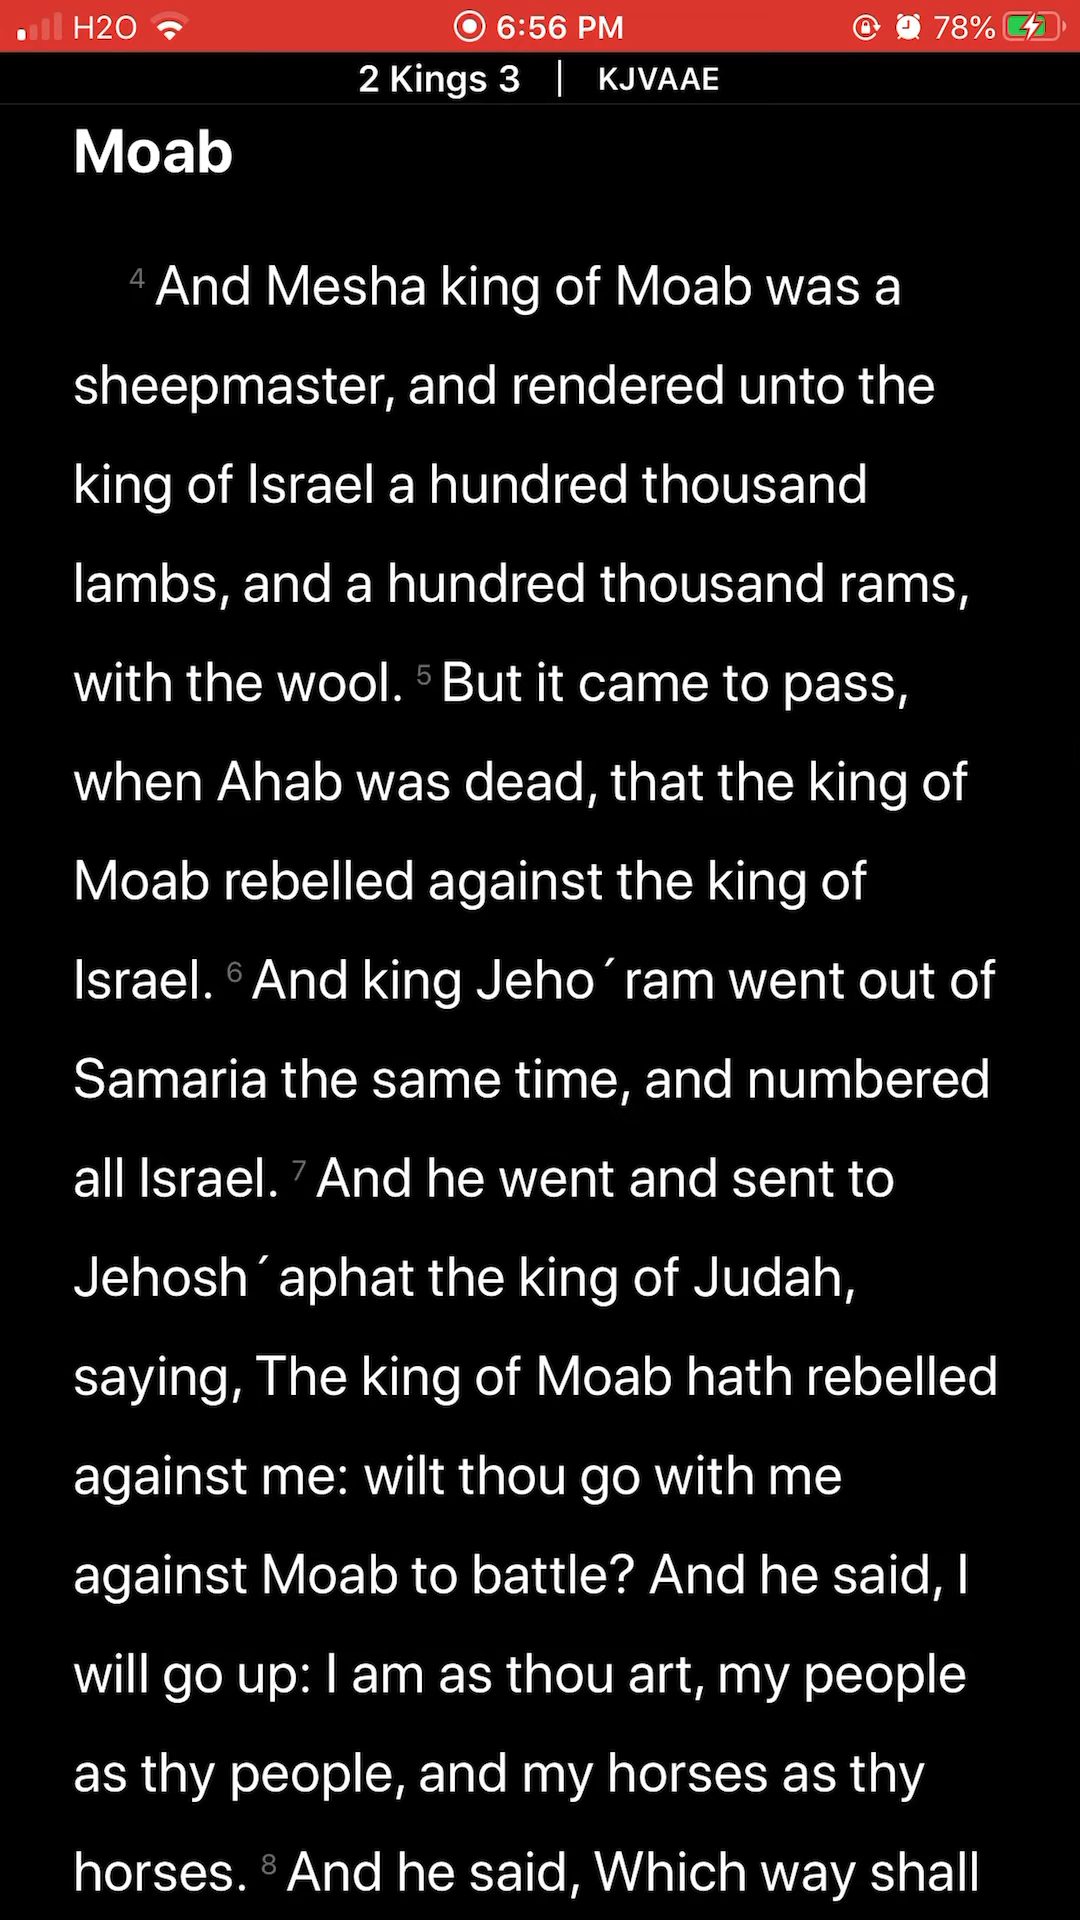 H2O 6:56 PM 78%
2 Kings 3 | KJVAAE
Moab
4 And Mesha king of Moab was a
sheepmaster, and rendered unto the
king of Israel a hundred thousand
lambs, and a hundred thousand rams,
with the wool. 5 But it came to pass,
when Ahab was dead, that the king of
Moab rebelled against the king of
Israel. 6 And king Jeho´ram went out of
Samaria the same time, and numbered
all Israel. 7 And he went and sent to
Jehosh´aphat the king of Judah,
saying, The king of Moab hath rebelled
against me: wilt thou go with me
against Moab to battle? And he said, I
will go up: I am as thou art, my people
as thy people, and my horses as thy
horses. 8 And he said, Which way shall